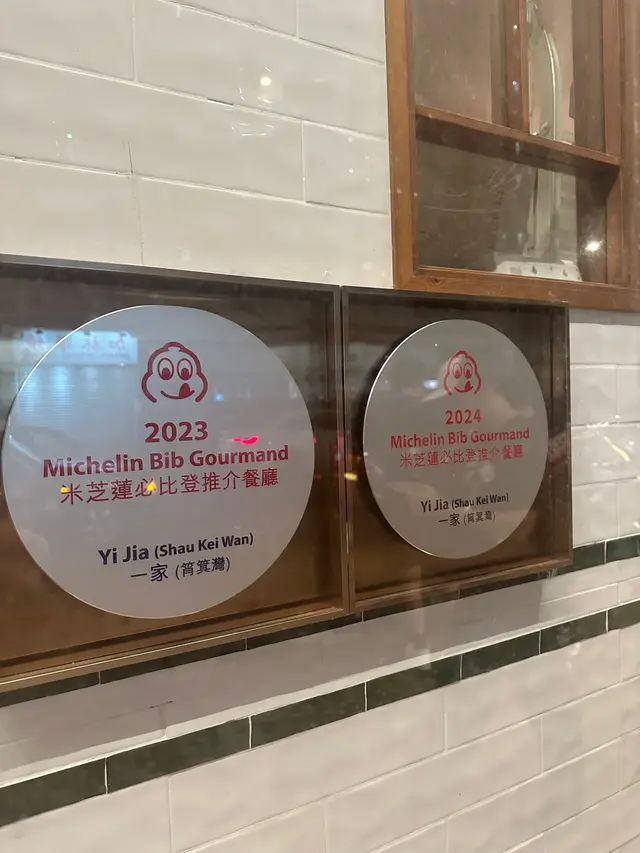 2023
Michelin Bib Gourmand
米芝蓮必比登推介餐廳
Yi Jia (Shau Kei Wan)
一家 (筲箕灣)
2024
Michelin Bib Gourmand
米芝蓮必比登推介餐廳
Yi Jia (Shau Kei Wan)
一家 (筲箕灣)